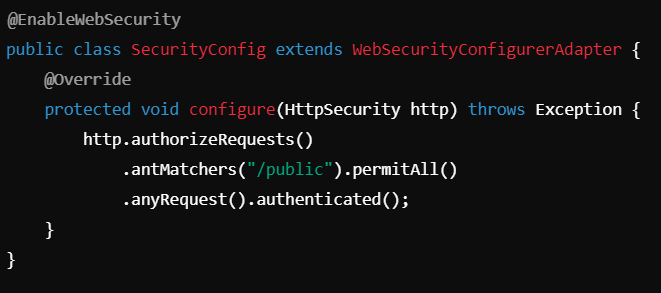 @EnableWebSecurity
public class SecurityConfig extends WebSecurityConfigurerAdapter {
    @Override
    protected void configure(HttpSecurity http) throws Exception {
        http.authorizeRequests()
            .antMatchers("/public").permitAll()
            .anyRequest().authenticated();
    }
}